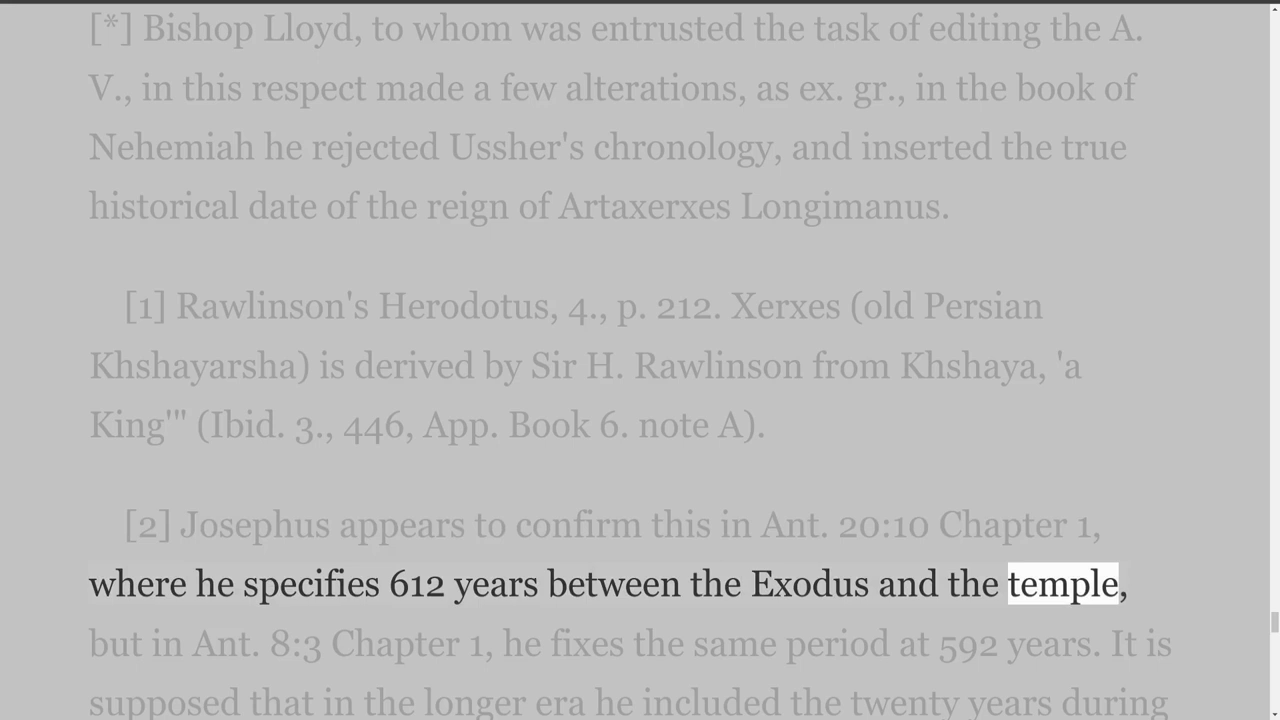 [*] Bishop Lloyd, to whom was entrusted the task of editing the A.
V., in this respect made a few alterations, as ex. gr., in the book of
Nehemiah he rejected Ussher's chronology, and inserted the true
historical date of the reign of Artaxerxes Longimanus.
[1] Rawlinson's Herodotus, 4., p. 212. Xerxes (old Persian
Khshayarsha) is derived by Sir H. Rawlinson from Khshaya, 'a
King'" (Ibid. 3., 446, App. Book 6. note A).
[2] Josephus appears to confirm this in Ant. 20:10 Chapter 1,
where he specifies 612 years between the Exodus and the temple,
but in Ant. 8:3 Chapter 1, he fixes the same period at 592 years. It is
supposed that in the longer era he included the twenty years during